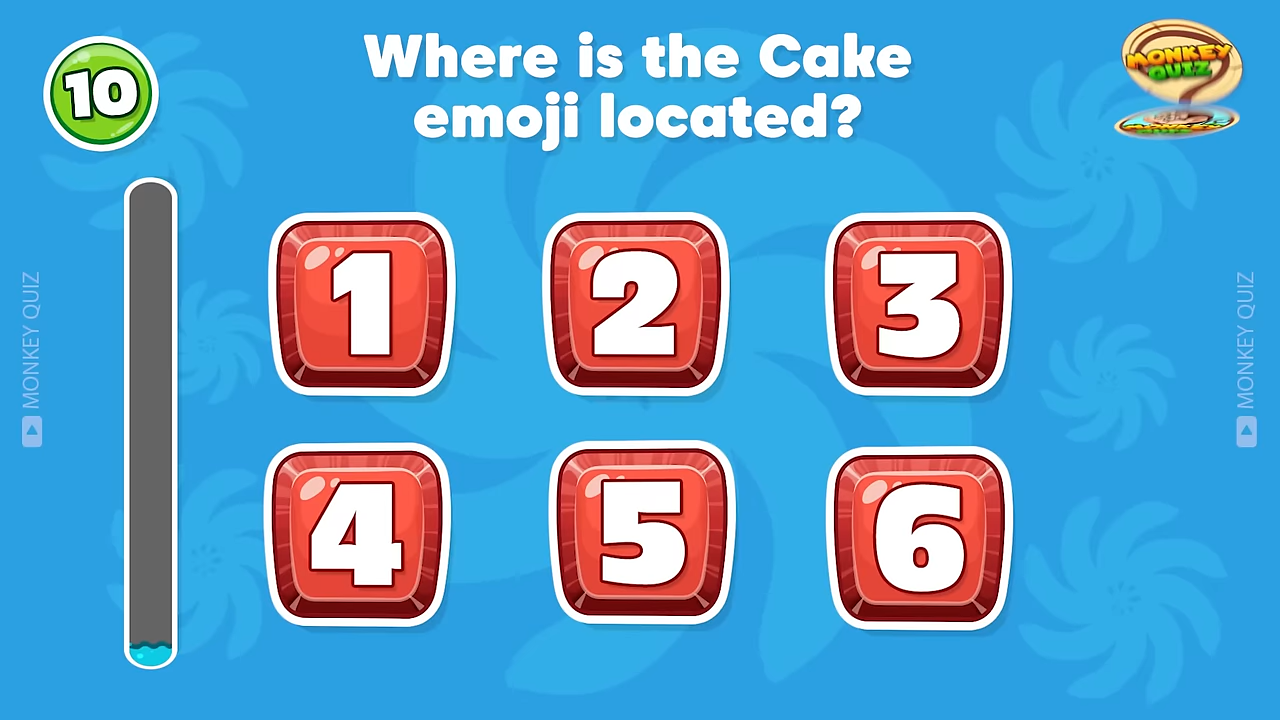 10
Where is the Cake
emoji located?
MONKEY
QUIZ
1
2
3
4
5
6
MONKEY QUIZ
MONKEY QUIZ